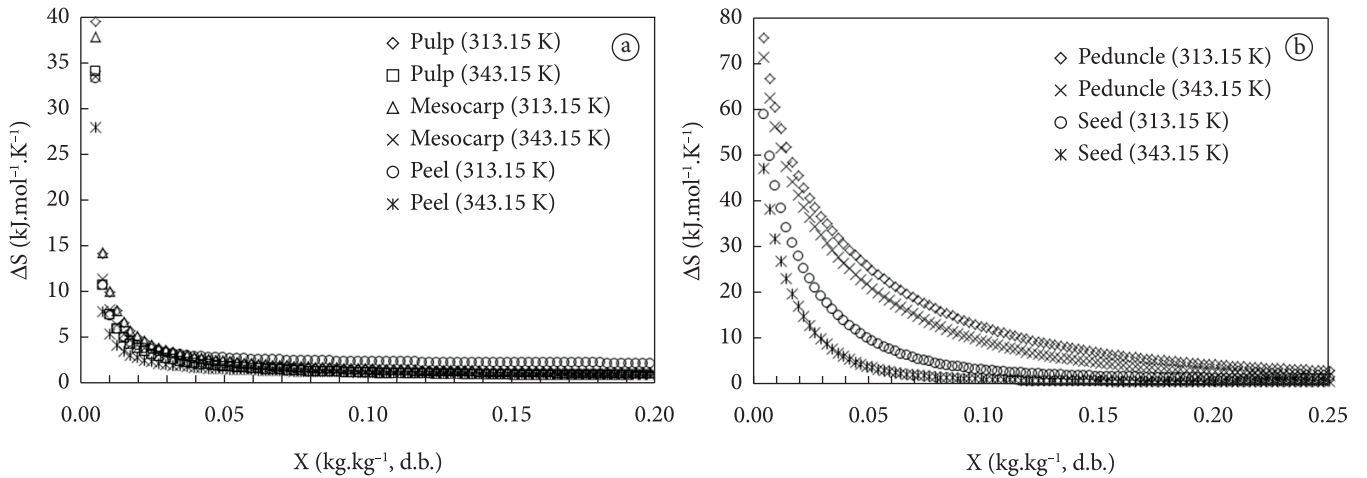 40
35
30
25
20
15
10
5
0
ΔS (kJ.mol⁻¹.K⁻¹)
Pulp (313.15 K)
Pulp (343.15 K)
Mesocarp (313.15 K)
Mesocarp (343.15 K)
Peel (313.15 K)
Peel (343.15 K)
a
0.00 0.05 0.10 0.15 0.20
X (kg.kg⁻¹, d.b.)
80
70
60
50
40
30
20
10
0
ΔS (kJ.mol⁻¹.K⁻¹)
Peduncle (313.15 K)
Peduncle (343.15 K)
Seed (313.15 K)
Seed (343.15 K)
b
0.00 0.05 0.10 0.15 0.20 0.25
X (kg.kg⁻¹, d.b.)